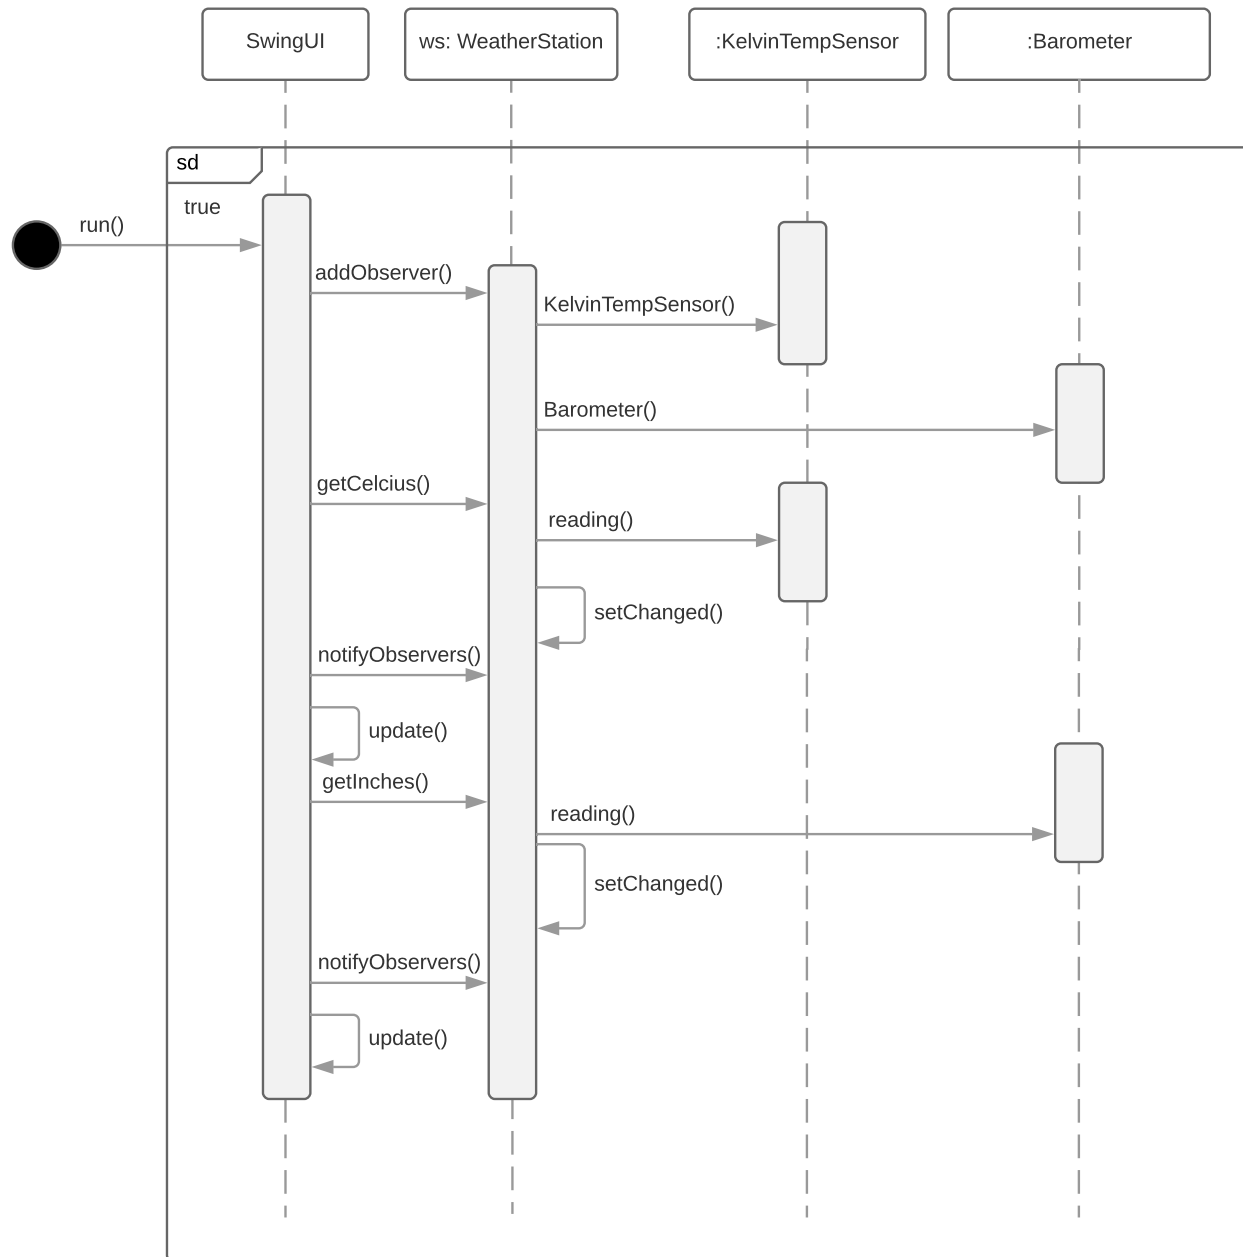 SwingUI
ws: WeatherStation
:KelvinTempSensor
:Barometer
sd
true
run()
addObserver()
KelvinTempSensor()
Barometer()
getCelcius()
reading()
setChanged()
notifyObservers()
update()
getInches()
reading()
setChanged()
notifyObservers()
update()